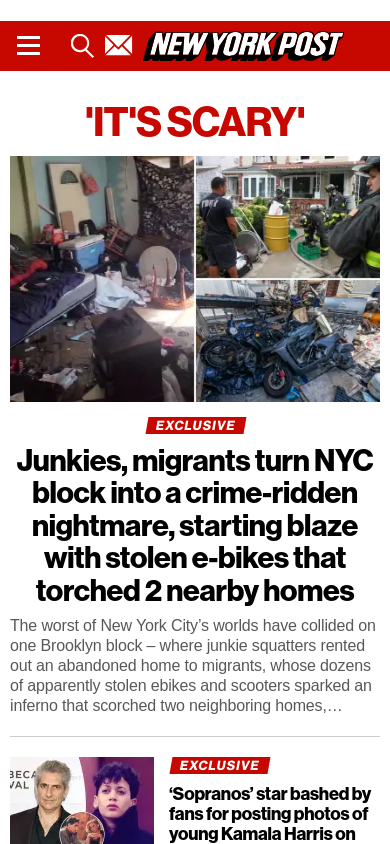 NEW YORK POST
'IT'S SCARY'
EXCLUSIVE
Junkies, migrants turn NYC
block into a crime-ridden
nightmare, starting blaze
with stolen e-bikes that
torched 2 nearby homes
The worst of New York City’s worlds have collided on
one Brooklyn block – where junkie squatters rented
out an abandoned home to migrants, whose dozens
of apparently stolen ebikes and scooters sparked an
inferno that scorched two neighboring homes,…
EXCLUSIVE
‘Sopranos’ star bashed by
fans for posting photos of
young Kamala Harris on